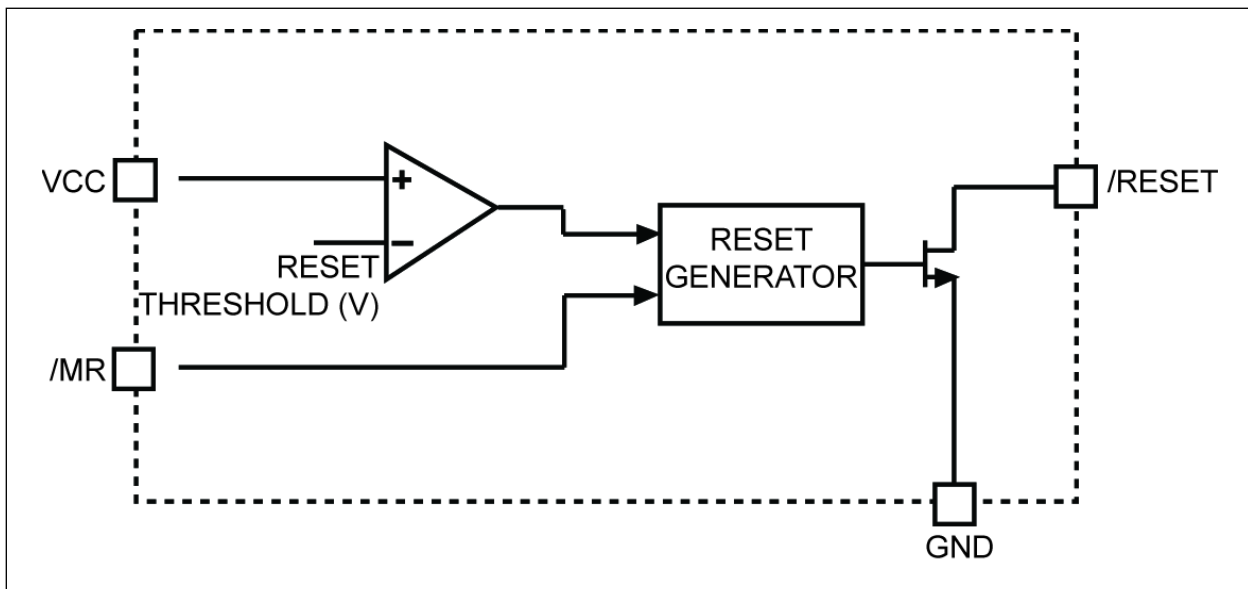 VCC
+
−
RESET
THRESHOLD (V)
/MR
RESET
GENERATOR
/RESET
GND